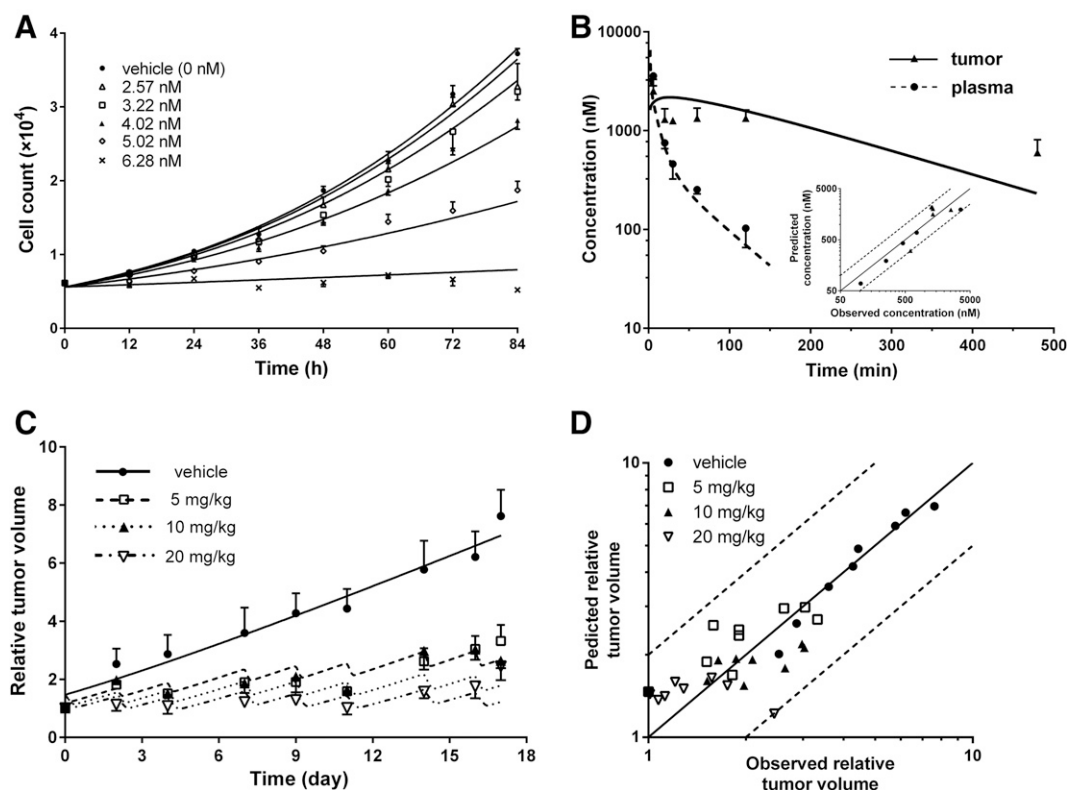 A
Cell count (×10⁴)
4
3
2
1
0
vehicle (0 nM)
2.57 nM
3.22 nM
4.02 nM
5.02 nM
6.28 nM
0 12 24 36 48 60 72 84
Time (h)
B
Concentration (nM)
10000
1000
100
10
tumor
plasma
Predicted
concentration (nM)
5000
500
50
50 500 5000
Observed concentration (nM)
0 100 200 300 400 500
Time (min)
C
Relative tumor volume
10
8
6
4
2
0
vehicle
5 mg/kg
10 mg/kg
20 mg/kg
0 3 6 9 12 14 16 18
Time (day)
D
Pedicted relative
tumor volume
10
1
vehicle
5 mg/kg
10 mg/kg
20 mg/kg
1 10
Observed relative
tumor volume